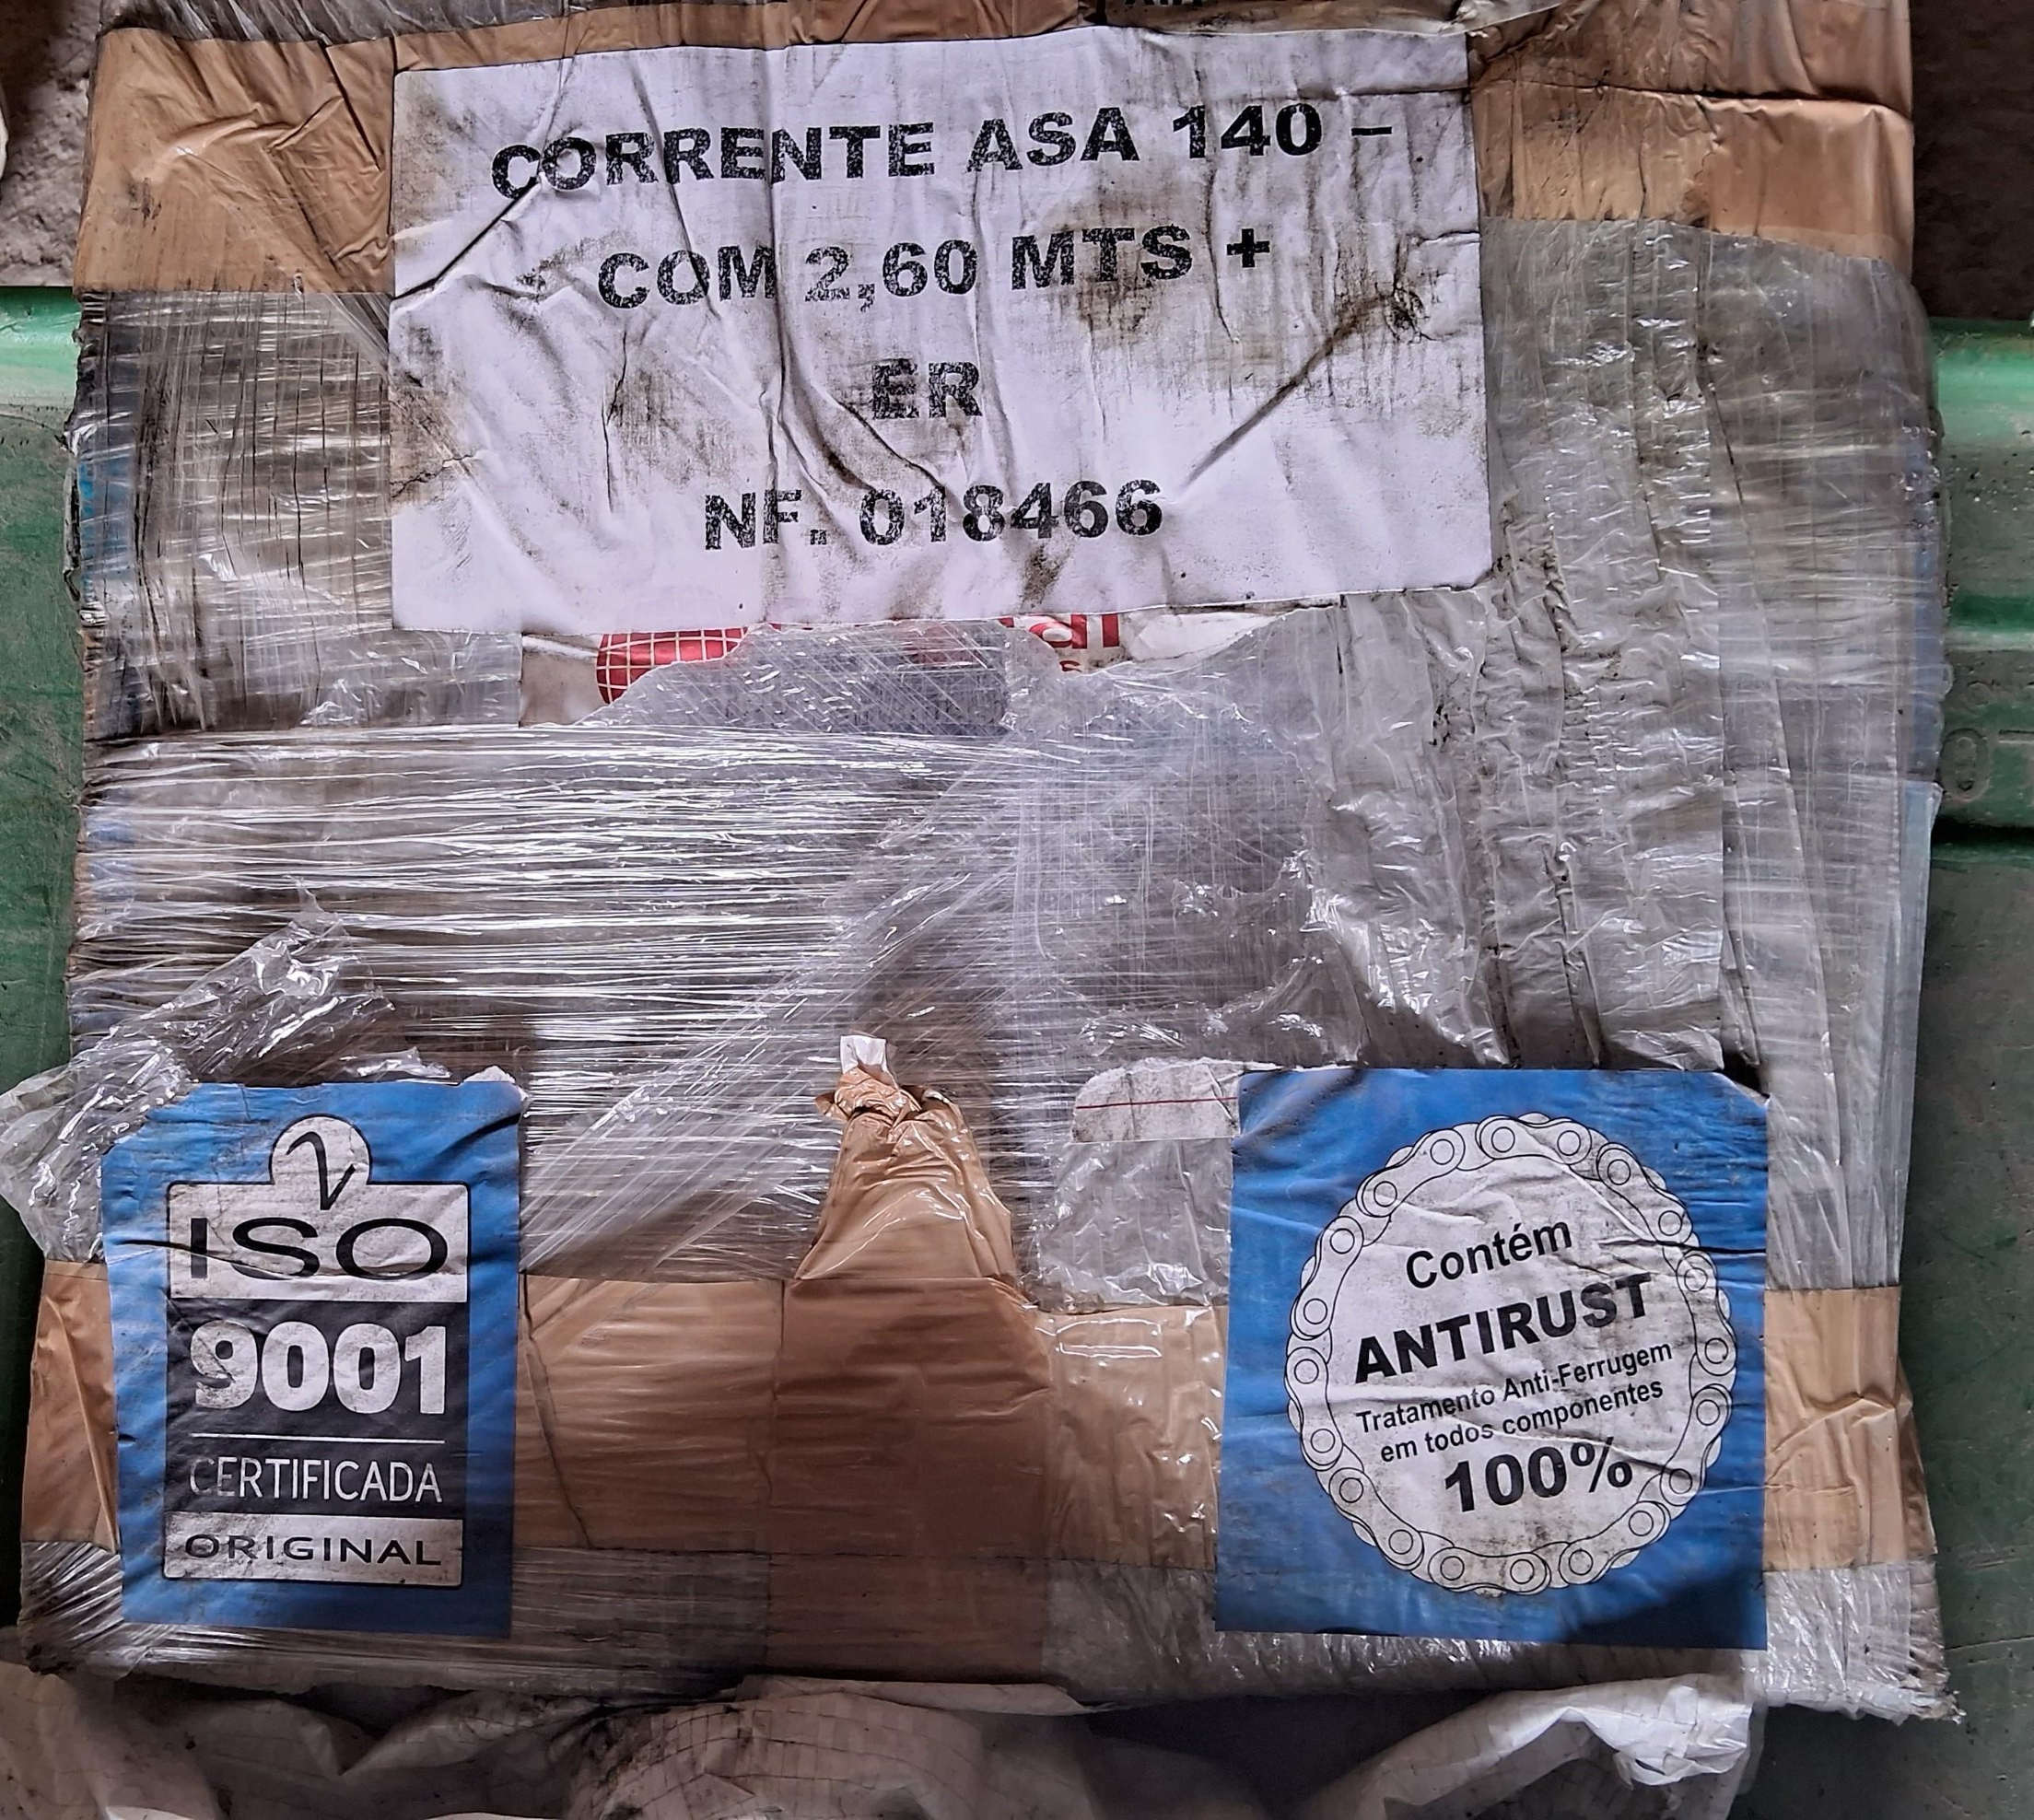 CORRENTE ASA 140 –
COM 2,60 MTS +
ER
NF. 018466
ISO
9001
CERTIFICADA
ORIGINAL
Contém
ANTIRUST
Tratamento Anti-Ferrugem
em todos componentes
100%